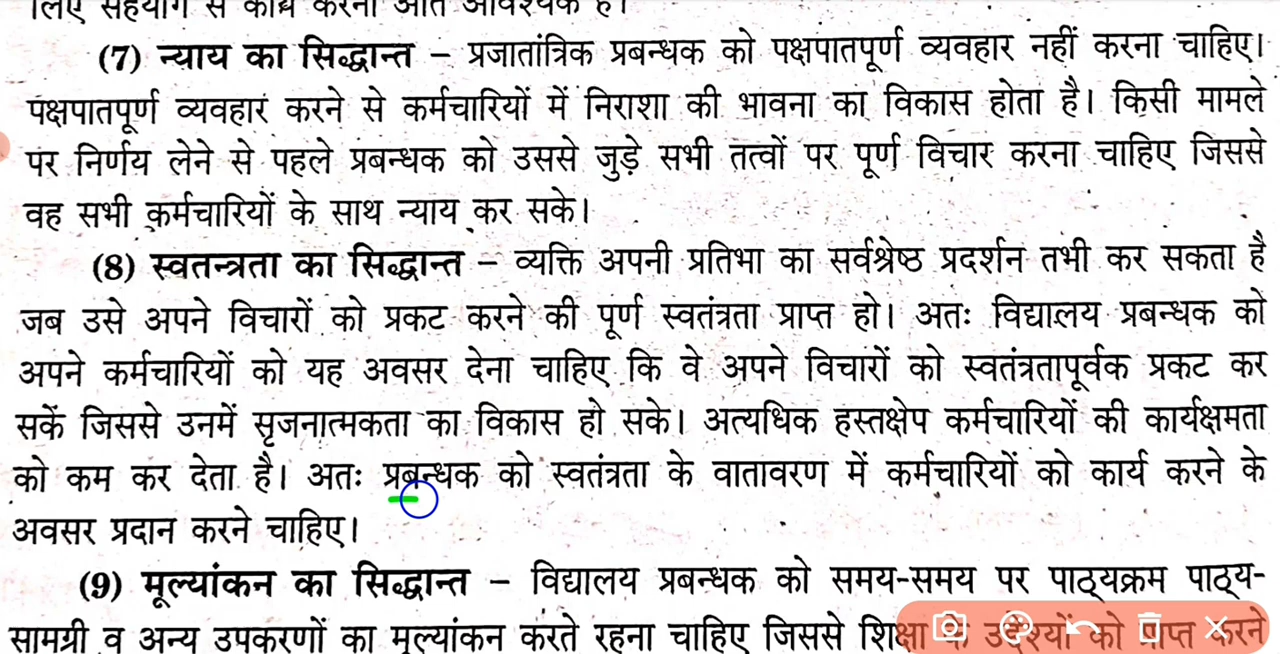 लिए सहयोग से कार्य करना अति आवश्यक है।
(7) न्याय का सिद्धान्त – प्रजातांत्रिक प्रबन्धक को पक्षपातपूर्ण व्यवहार नहीं करना चाहिए।
पक्षपातपूर्ण व्यवहार करने से कर्मचारियों में निराशा की भावना का विकास होता है। किसी मामले
पर निर्णय लेने से पहले प्रबन्धक को उससे जुड़े सभी तत्वों पर पूर्ण विचार करना चाहिए जिससे
वह सभी कर्मचारियों के साथ न्याय कर सके।
(8) स्वतन्त्रता का सिद्धान्त – व्यक्ति अपनी प्रतिभा का सर्वश्रेष्ठ प्रदर्शन तभी कर सकता है
जब उसे अपने विचारों को प्रकट करने की पूर्ण स्वतंत्रता प्राप्त हो। अतः विद्यालय प्रबन्धक को
अपने कर्मचारियों को यह अवसर देना चाहिए कि वे अपने विचारों को स्वतंत्रतापूर्वक प्रकट कर
सकें जिससे उनमें सृजनात्मकता का विकास हो सके। अत्यधिक हस्तक्षेप कर्मचारियों की कार्यक्षमता
को कम कर देता है। अतः प्रबन्धक को स्वतंत्रता के वातावरण में कर्मचारियों को कार्य करने के
अवसर प्रदान करने चाहिए।
(9) मूल्यांकन का सिद्धान्त – विद्यालय प्रबन्धक को समय-समय पर पाठ्यक्रम पाठ्य-
सामग्री व अन्य उपकरणों का मूल्यांकन करते रहना चाहिए जिससे शिक्षा के उद्देश्यों को प्राप्त करने